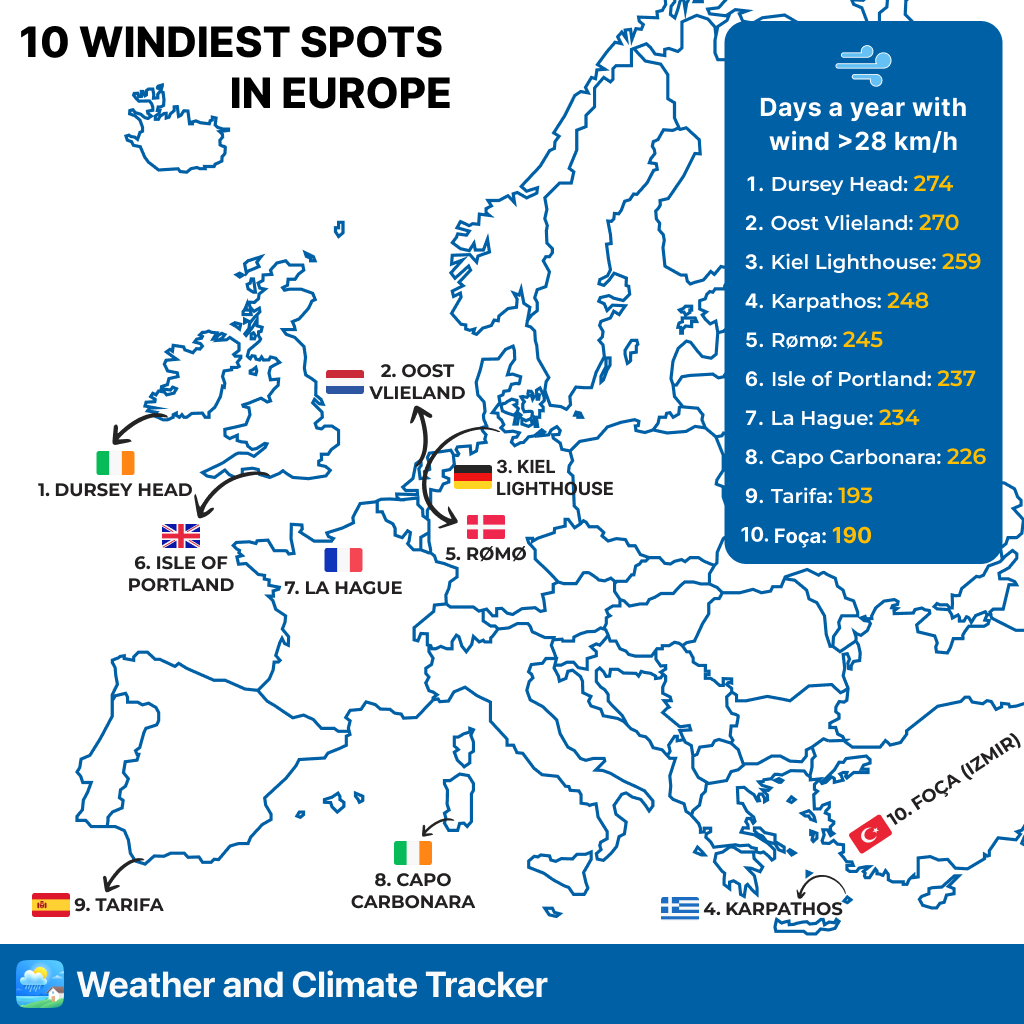 10 WINDIEST SPOTS
IN EUROPE
Days a year with
wind >28 km/h
1. Dursey Head: 274
2. Oost Vlieland: 270
3. Kiel Lighthouse: 259
4. Karpathos: 248
5. Rømø: 245
6. Isle of Portland: 237
7. La Hague: 234
8. Capo Carbonara: 226
9. Tarifa: 193
10. Foça: 190
2. OOST
VLIELAND
3. KIEL
LIGHTHOUSE
1. DURSEY HEAD
5. RØMØ
6. ISLE OF
PORTLAND
7. LA HAGUE
10. FOÇA (IZMIR)
8. CAPO
CARBONARA
9. TARIFA
4. KARPATHOS
Weather and Climate Tracker